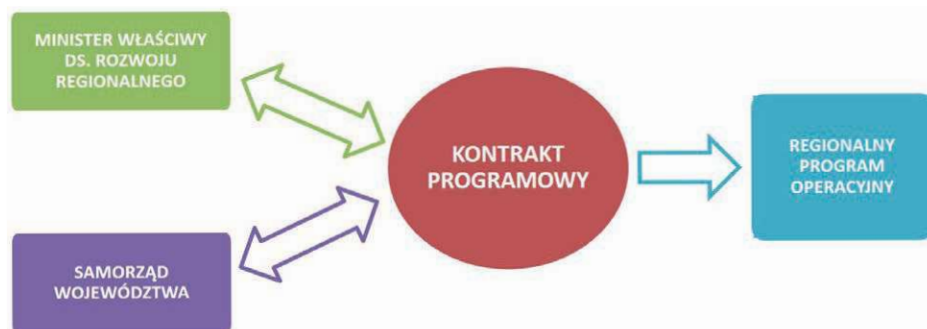 MINISTER WŁAŚCIWY
DS. ROZWOJU
REGIONALNEGO
KONTRAKT
PROGRAMOWY
REGIONALNY
PROGRAM
OPERACYJNY
SAMORZĄD
WOJEWÓDZTWA